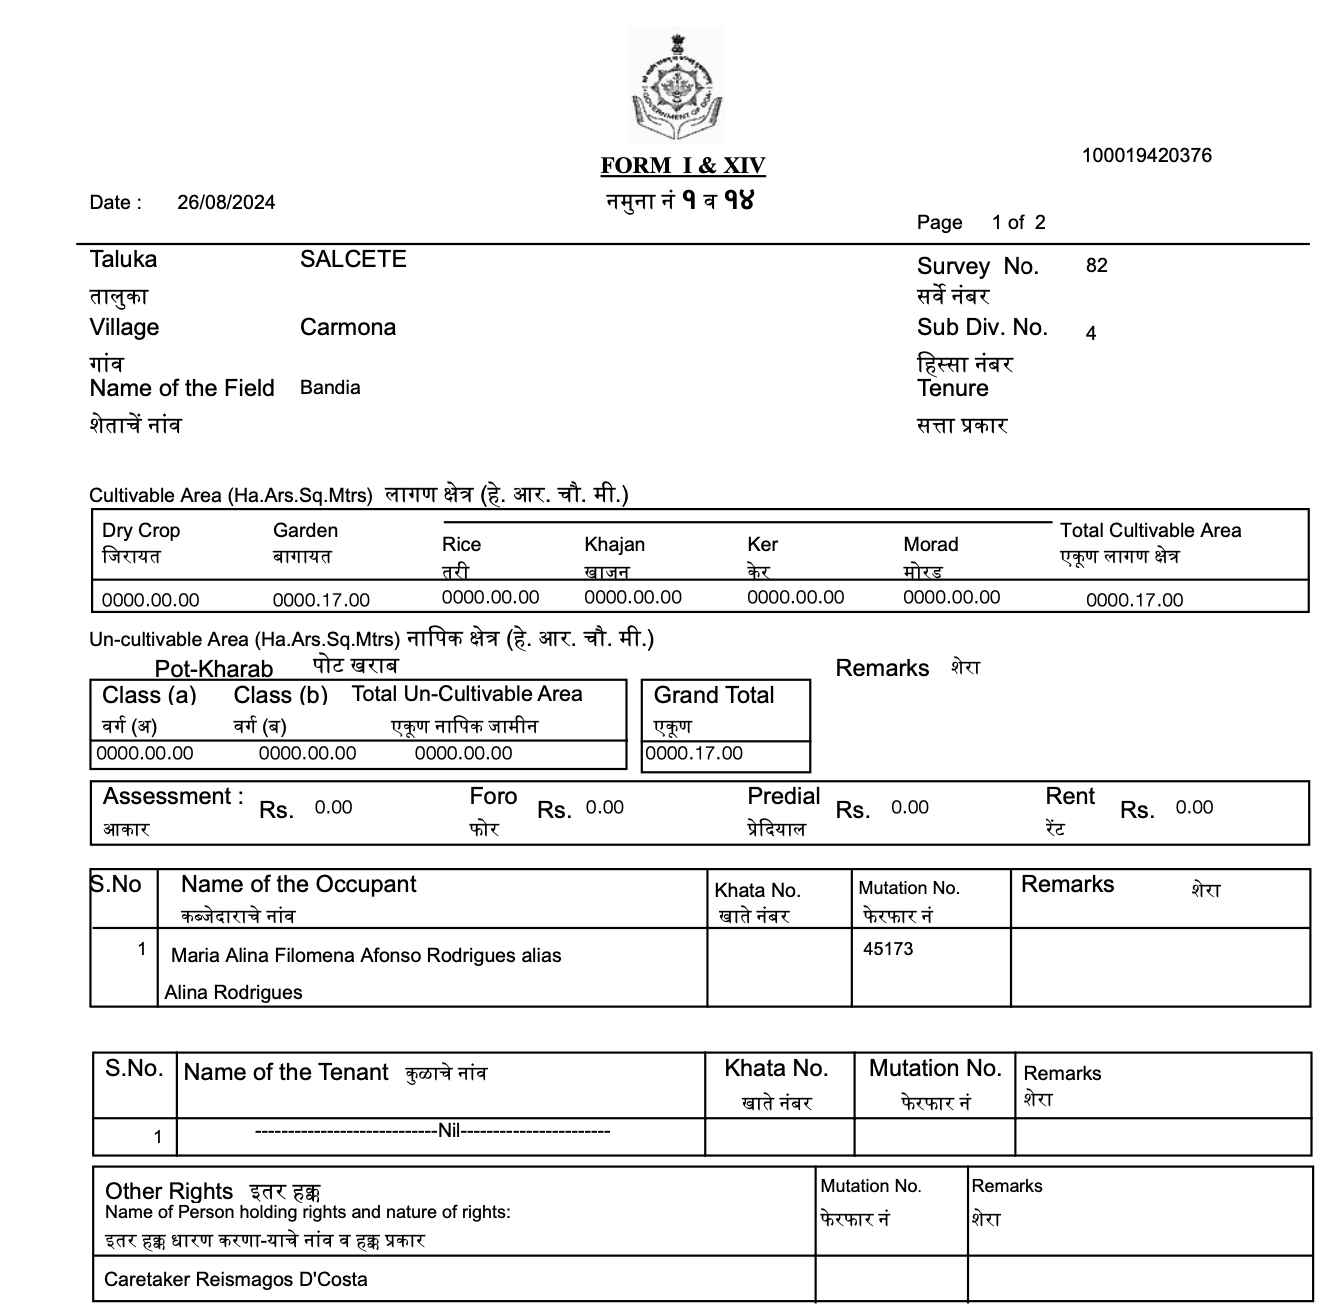 GOVERNMENT OF GOA
FORM I & XIV
100019420376
Date : 26/08/2024
नमुना नं १ व १४
Page 1 of 2
Taluka SALCETE
Survey No. 82
तालुका
सर्वे नंबर
Village Carmona
Sub Div. No. 4
गांव
हिस्सा नंबर
Name of the Field Bandia
Tenure
शेताचें नांव
सत्ता प्रकार
Cultivable Area (Ha.Ars.Sq.Mtrs) लागण क्षेत्र (हे. आर. चौ. मी.)
Dry Crop Garden Rice Khajan Ker Morad Total Cultivable Area
जिरायत बागायत तरी खाजन केर मोरड एकूण लागण क्षेत्र
0000.00.00 0000.17.00 0000.00.00 0000.00.00 0000.00.00 0000.00.00 0000.17.00
Un-cultivable Area (Ha.Ars.Sq.Mtrs) नापिक क्षेत्र (हे. आर. चौ. मी.)
Pot-Kharab पोट खराब Remarks शेरा
Class (a) Class (b) Total Un-Cultivable Area Grand Total
वर्ग (अ) वर्ग (ब) एकूण नापिक जामीन एकूण
0000.00.00 0000.00.00 0000.00.00 0000.17.00
Assessment : Rs. 0.00 Foro Rs. 0.00 Predial Rs. 0.00 Rent Rs. 0.00
आकार फोर प्रेदियाल रेंट
S.No Name of the Occupant Khata No. Mutation No. Remarks शेरा
कब्जेदाराचे नांव खाते नंबर फेरफार नं
1 Maria Alina Filomena Afonso Rodrigues alias 45173
Alina Rodrigues
S.No. Name of the Tenant कुळाचे नांव Khata No. Mutation No. Remarks
खाते नंबर फेरफार नं शेरा
1 ----------------------------Nil-----------------------
Other Rights इतर हक्क Mutation No. Remarks
Name of Person holding rights and nature of rights:
फेरफार नं शेरा
इतर हक्क धारण करणा-याचे नांव व हक्क प्रकार
Caretaker Reismagos D'Costa